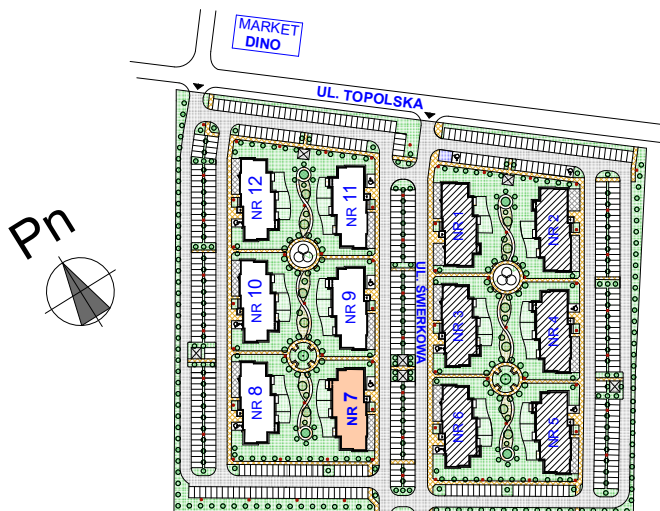 MARKET
DINO
UL. TOPOLSKA
Pn
NR 12
NR 11
NR 1
NR 2
NR 10
NR 9
UL. ŚWIERKOWA
NR 3
NR 4
NR 8
NR 7
NR 6
NR 5